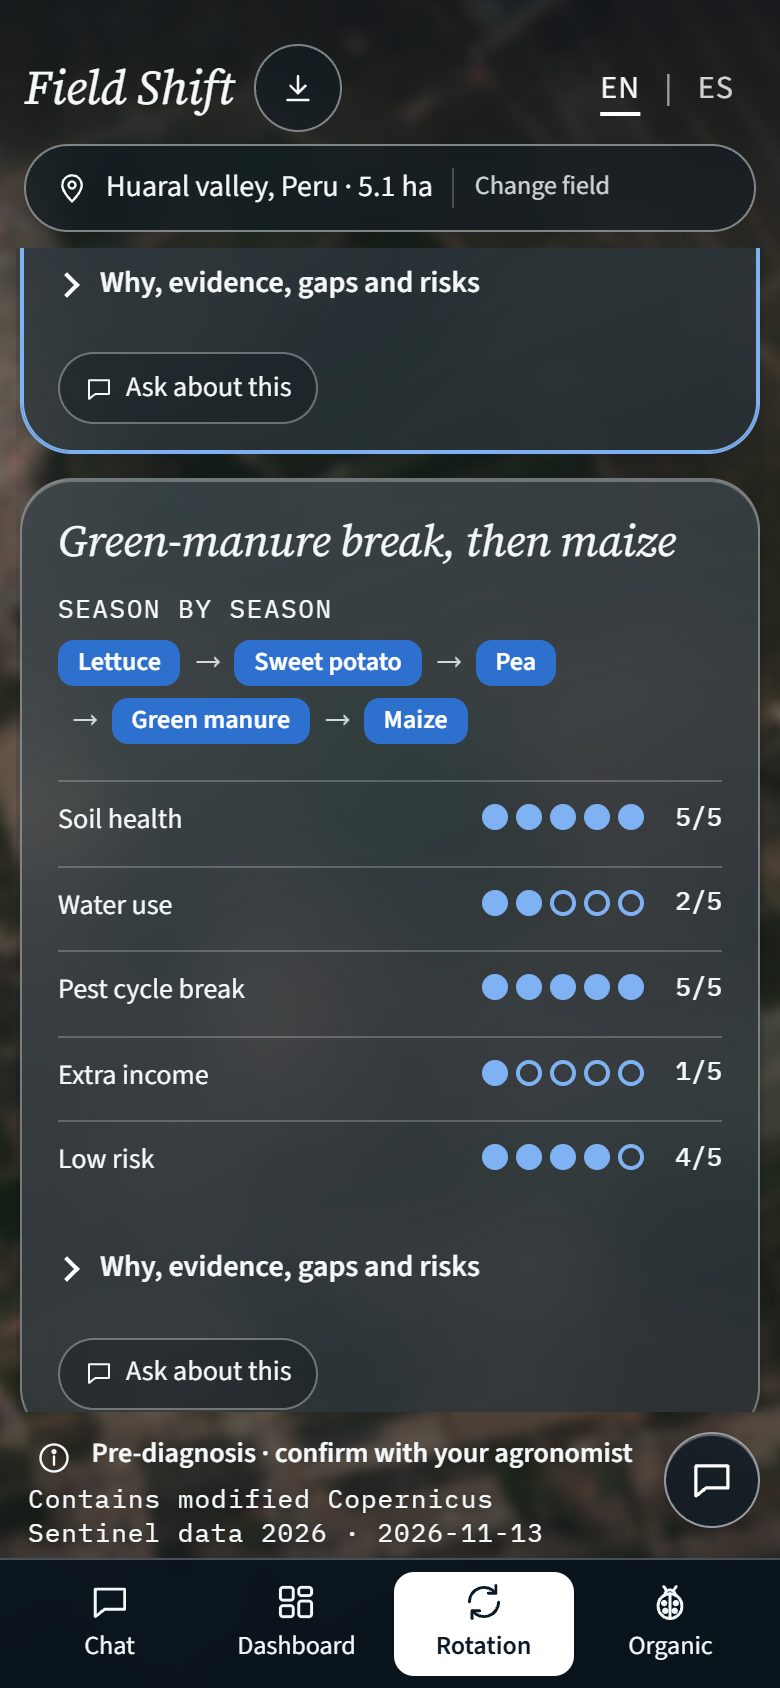 Field Shift
EN | ES
Huaral valley, Peru · 5.1 ha | Change field
Why, evidence, gaps and risks
Ask about this
Green-manure break, then maize
SEASON BY SEASON
Lettuce → Sweet potato → Pea
→ Green manure → Maize
Soil health 5/5
Water use 2/5
Pest cycle break 5/5
Extra income 1/5
Low risk 4/5
Why, evidence, gaps and risks
Ask about this
Pre-diagnosis · confirm with your agronomist
Contains modified Copernicus
Sentinel data 2026 · 2026-11-13
Chat Dashboard Rotation Organic